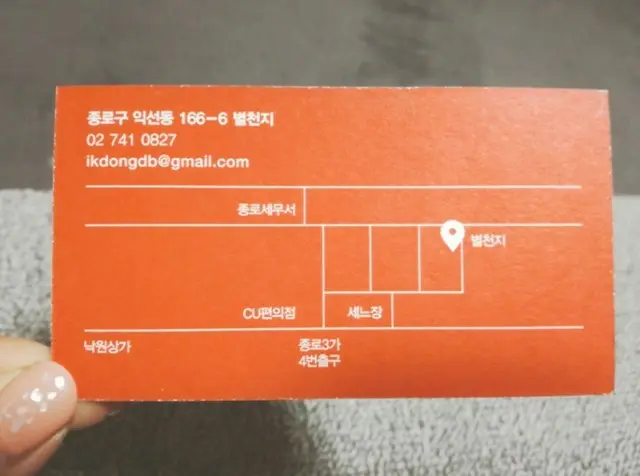 종로구 익선동 166-6 별천지
02 741 0827
ikdongdb@gmail.com
종로세무서
별천지
CU편의점
세느장
낙원상가
종로3가
4번출구